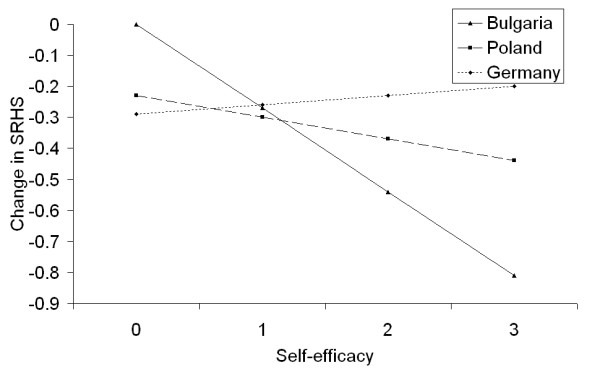 Bulgaria
Poland
Germany
0
-0.1
-0.2
-0.3
-0.4
-0.5
-0.6
-0.7
-0.8
-0.9
Change in SRHS
0 1 2 3
Self-efficacy